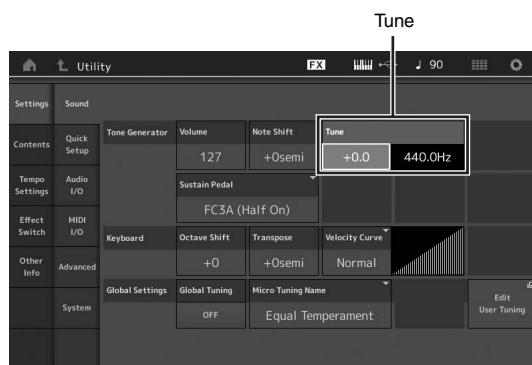 Tune
Utility
FX
90
Settings
Sound
Contents
Quick Setup
Tempo Settings
Audio I/O
Effect Switch
MIDI I/O
Other Info
Advanced
System
Tone Generator
Volume
Note Shift
Tune
127
+0semi
+0.0
440.0Hz
Sustain Pedal
FC3A (Half On)
Keyboard
Octave Shift
Transpose
Velocity Curve
+0
+0semi
Normal
Global Settings
Global Tuning
Micro Tuning Name
OFF
Equal Temperament
Edit
User Tuning